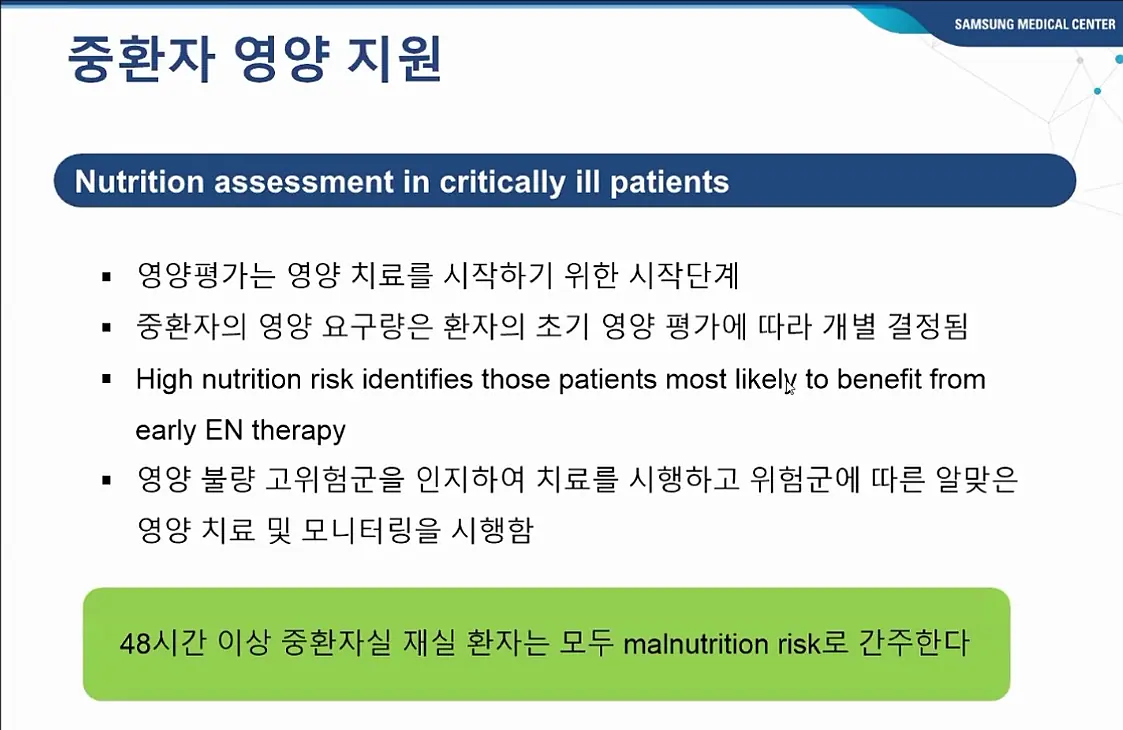 SAMSUNG MEDICAL CENTER
중환자 영양 지원
Nutrition assessment in critically ill patients
▪ 영양평가는 영양 치료를 시작하기 위한 시작단계
▪ 중환자의 영양 요구량은 환자의 초기 영양 평가에 따라 개별 결정됨
▪ High nutrition risk identifies those patients most likely to benefit from
early EN therapy
▪ 영양 불량 고위험군을 인지하여 치료를 시행하고 위험군에 따른 알맞은
영양 치료 및 모니터링을 시행함
48시간 이상 중환자실 재실 환자는 모두 malnutrition risk로 간주한다